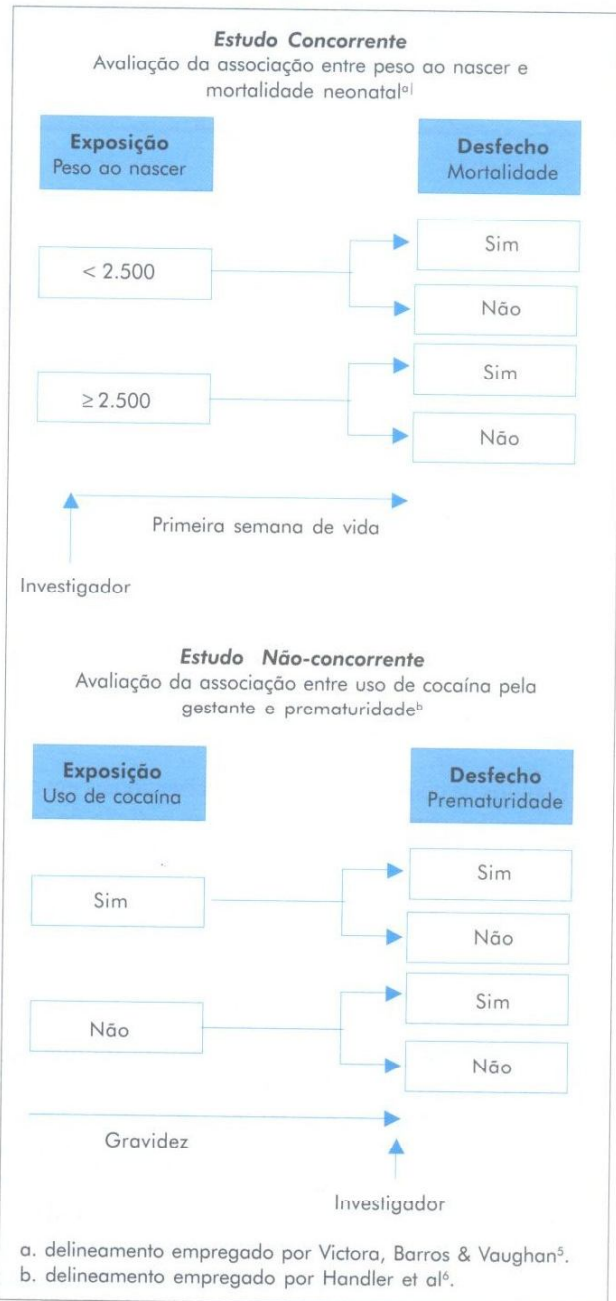 Estudo Concorrente
Avaliação da associação entre peso ao nascer e
mortalidade neonatal a)
Exposição
Peso ao nascer
Desfecho
Mortalidade
< 2.500
Sim
Não
≥ 2.500
Sim
Não
Primeira semana de vida
Investigador
Estudo Não-concorrente
Avaliação da associação entre uso de cocaína pela
gestante e prematuridade b
Exposição
Uso de cocaína
Desfecho
Prematuridade
Sim
Sim
Não
Não
Sim
Não
Gravidez
Investigador
a. delineamento empregado por Victora, Barros & Vaughan5.
b. delineamento empregado por Handler et al6.